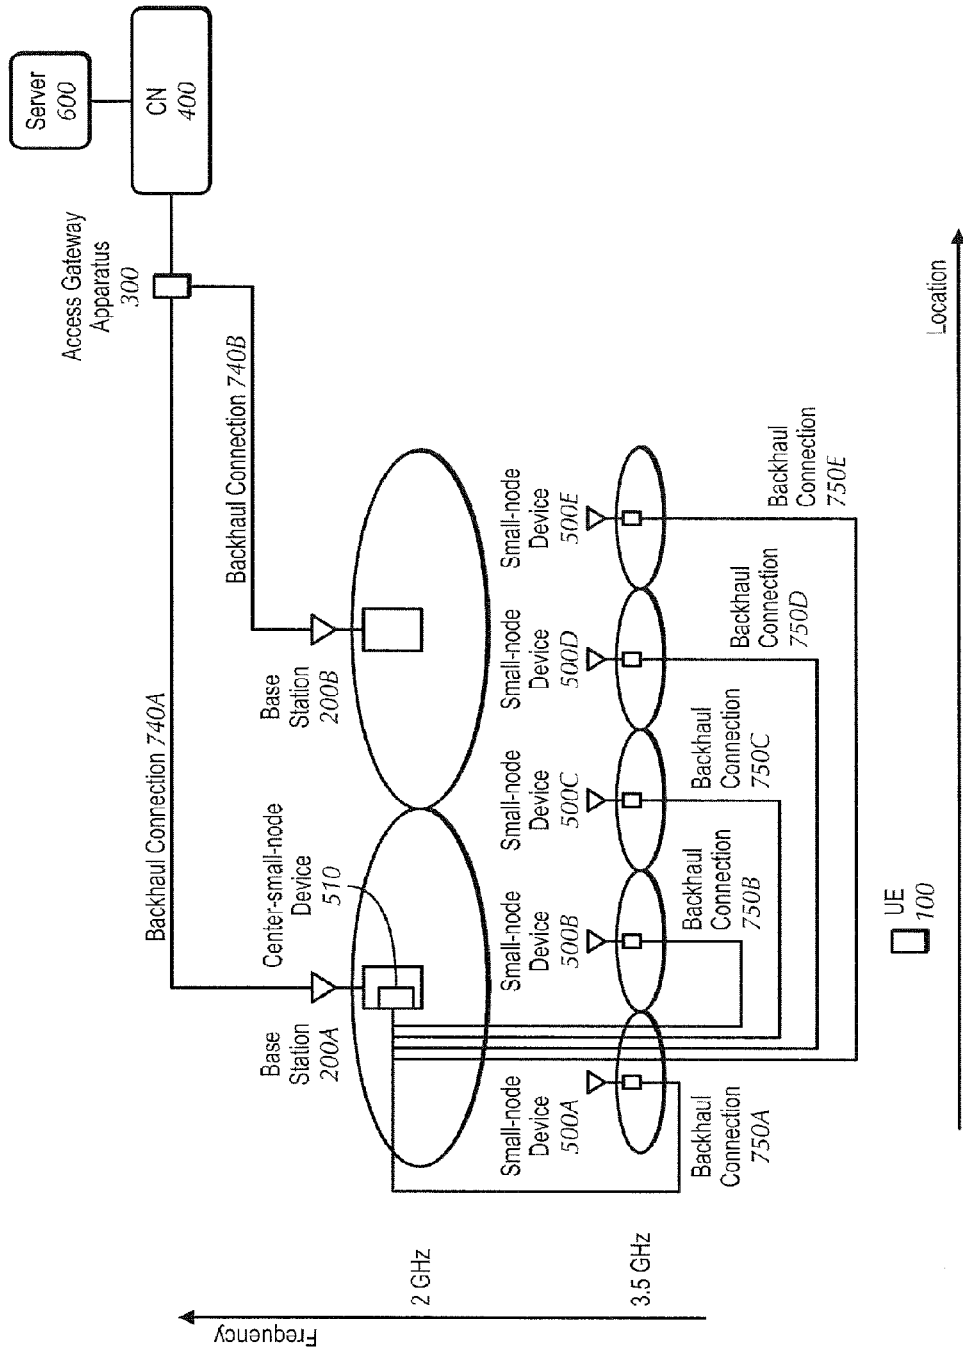 Server
600
CN
400
Access Gateway
Apparatus
300
Backhaul Connection 740A
Backhaul Connection 740B
Base
Station
200A
Center-small-node
Device
510
Base
Station
200B
Small-node
Device
500A
Small-node
Device
500B
Small-node
Device
500C
Small-node
Device
500D
Small-node
Device
500E
Backhaul
Connection
750A
Backhaul
Connection
750B
Backhaul
Connection
750C
Backhaul
Connection
750D
Backhaul
Connection
750E
UE
100
Frequency
2 GHz
3.5 GHz
Location